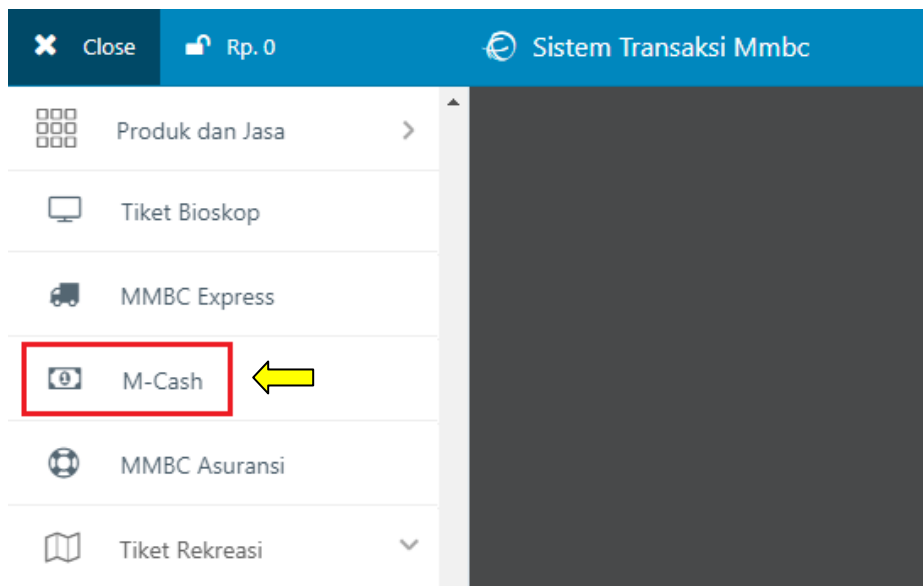 Close Rp. 0 Sistem Transaksi Mmbc
Produk dan Jasa
Tiket Bioskop
MMBC Express
M-Cash
MMBC Asuransi
Tiket Rekreasi